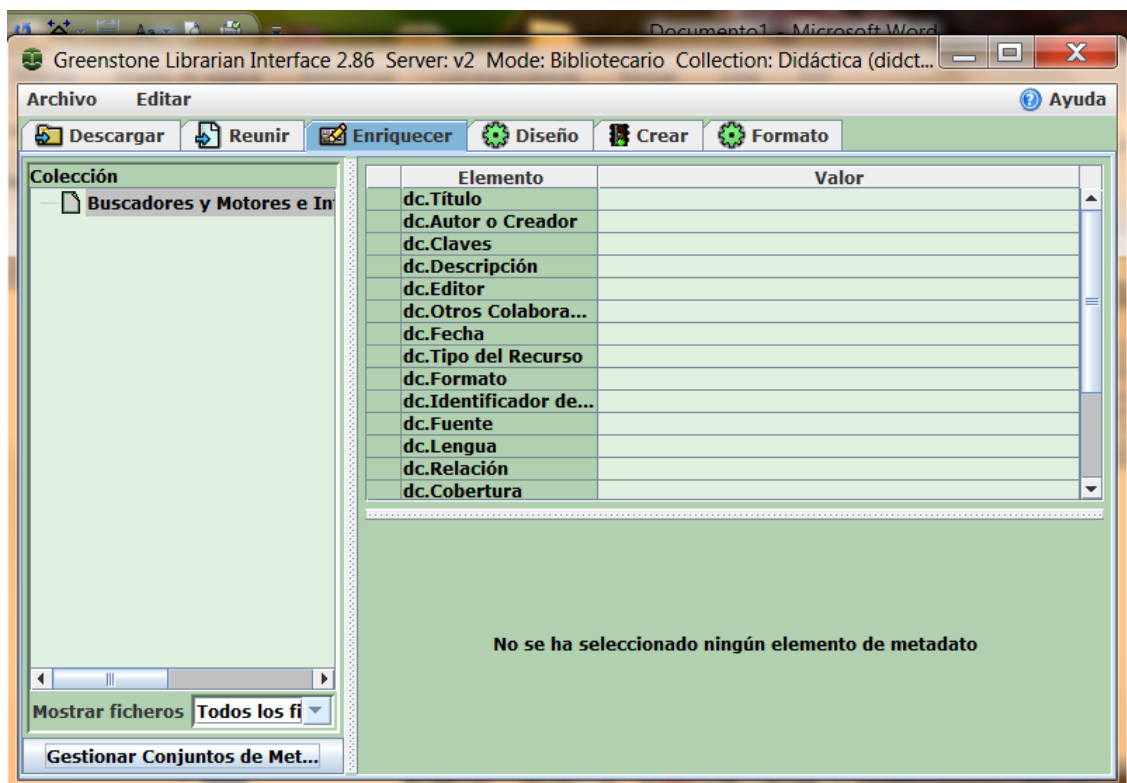 Documento1 - Microsoft Word
Greenstone Librarian Interface 2.86 Server: v2 Mode: Bibliotecario Collection: Didáctica (didct...
Archivo Editar Ayuda
Descargar Reunir Enriquecer Diseño Crear Formato
Colección
Buscadores y Motores e In
Elemento Valor
dc.Título
dc.Autor o Creador
dc.Claves
dc.Descripción
dc.Editor
dc.Otros Colabora...
dc.Fecha
dc.Tipo del Recurso
dc.Formato
dc.Identificador de...
dc.Fuente
dc.Lengua
dc.Relación
dc.Cobertura
No se ha seleccionado ningún elemento de metadato
Mostrar ficheros Todos los fi
Gestionar Conjuntos de Met...